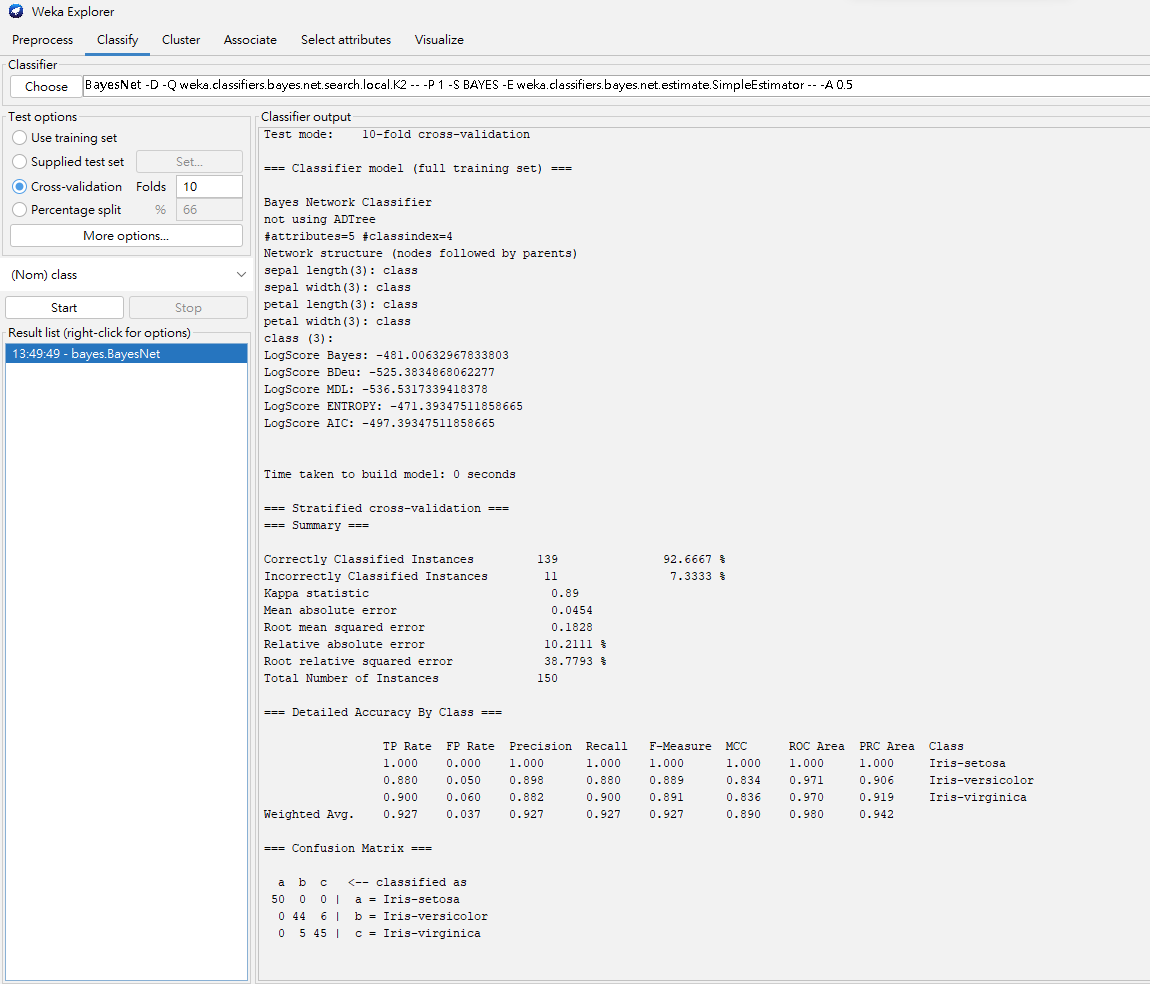 Weka Explorer
Preprocess Classify Cluster Associate Select attributes Visualize
Classifier
Choose BayesNet -D -Q weka.classifiers.bayes.net.search.local.K2 -- -P 1 -S BAYES -E weka.classifiers.bayes.net.estimate.SimpleEstimator -- -A 0.5
Test options
Use training set
Supplied test set Set...
Cross-validation Folds 10
Percentage split % 66
More options...
(Nom) class
Start Stop
Result list (right-click for options)
13:49:49 - bayes.BayesNet
Classifier output
Test mode: 10-fold cross-validation
=== Classifier model (full training set) ===
Bayes Network Classifier
not using ADTree
#attributes=5 #classindex=4
Network structure (nodes followed by parents)
sepal length(3): class
sepal width(3): class
petal length(3): class
petal width(3): class
class (3):
LogScore Bayes: -481.00632967833803
LogScore BDeu: -525.3834868062277
LogScore MDL: -536.5317339418378
LogScore ENTROPY: -471.39347511858665
LogScore AIC: -497.39347511858665
Time taken to build model: 0 seconds
=== Stratified cross-validation ===
=== Summary ===
Correctly Classified Instances 139 92.6667 %
Incorrectly Classified Instances 11 7.3333 %
Kappa statistic 0.89
Mean absolute error 0.0454
Root mean squared error 0.1828
Relative absolute error 10.2111 %
Root relative squared error 38.7793 %
Total Number of Instances 150
=== Detailed Accuracy By Class ===
TP Rate FP Rate Precision Recall F-Measure MCC ROC Area PRC Area Class
1.000 0.000 1.000 1.000 1.000 1.000 1.000 1.000 Iris-setosa
0.880 0.050 0.898 0.880 0.889 0.834 0.971 0.906 Iris-versicolor
0.900 0.060 0.882 0.900 0.891 0.836 0.970 0.919 Iris-virginica
Weighted Avg. 0.927 0.037 0.927 0.927 0.927 0.890 0.980 0.942
=== Confusion Matrix ===
a b c <-- classified as
50 0 0 | a = Iris-setosa
0 44 6 | b = Iris-versicolor
0 5 45 | c = Iris-virginica